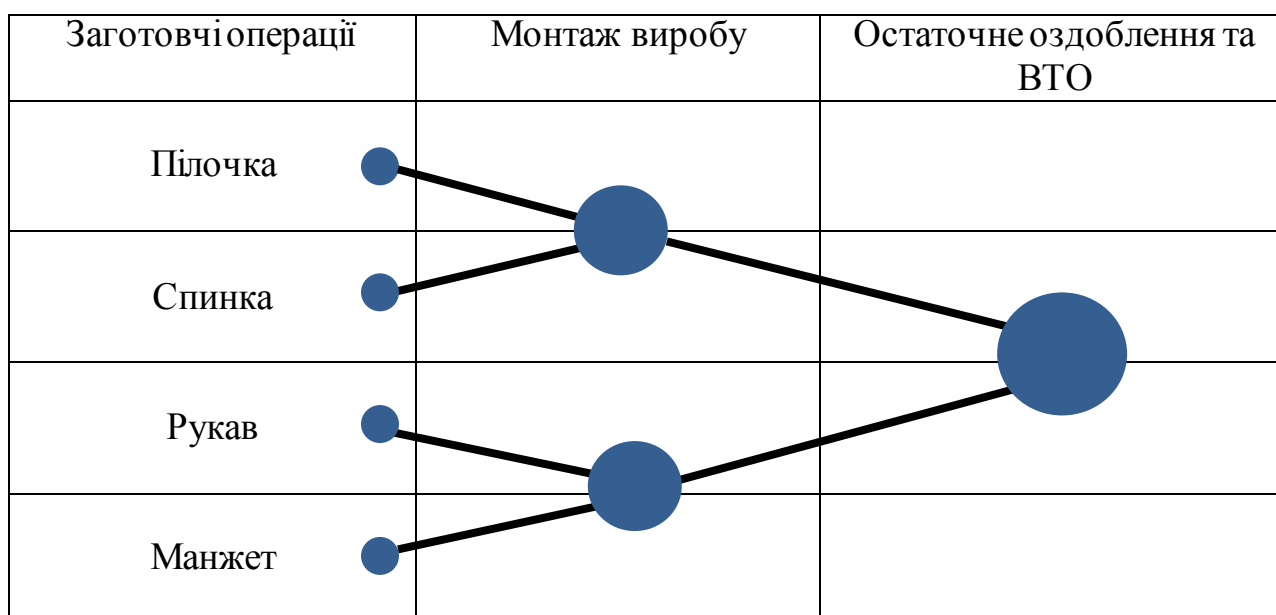 Заготовчі операції
Монтаж виробу
Остаточне оздоблення та
ВТО
Пілочка
Спинка
Рукав
Манжет